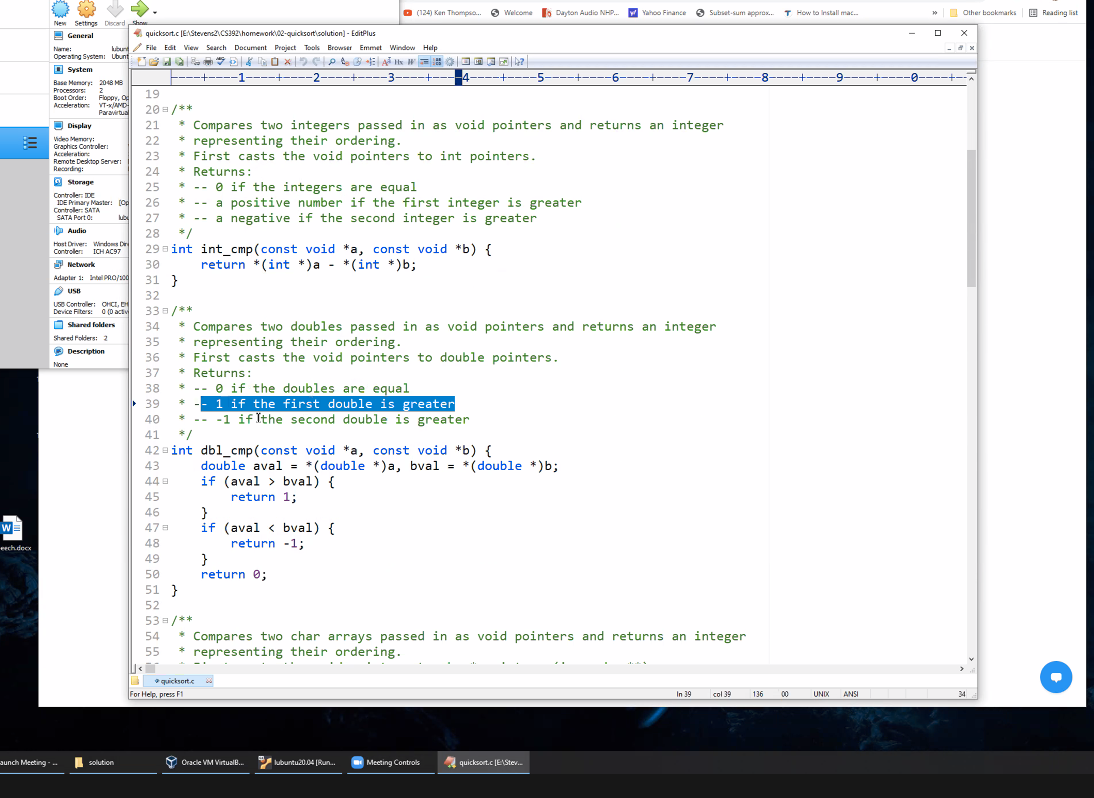 (124) Ken Thompso...
Welcome
Dayton Audio NHP...
Yahoo Finance
Subset-sum approx...
How to Install mac...
»
Other bookmarks
Reading list
New
Settings
Discard
Show
General
Name: lubunt
Operating System: Ubunt
System
Base Memory: 2048 MB
Processors: 2
Boot Order: Floppy, Op
Acceleration: VT-x/AMD-
Paravirtual
Display
Video Memory:
Graphics Controller:
Acceleration:
Remote Desktop Server:
Recording:
Storage
Controller: IDE
IDE Primary Master: [Op
Controller: SATA
SATA Port 0: lubu
Audio
Host Driver: Windows Dire
Controller: ICH AC97
Network
Adapter 1: Intel PRO/100
USB
USB Controller: OHCI, EH
Device Filters: 0 (0 active
Shared folders
Shared Folders: 2
Description
None
eech.docx
quicksort.c [E:\Stevens2\CS392\homework\02-quicksort\solution] - EditPlus
File Edit View Search Document Project Tools Browser Emmet Window Help
----+----1----+----2----+----3----+----4----+----5----+----6----+----7----+----8----+----9----+----0----+--
19
20 /**
21 * Compares two integers passed in as void pointers and returns an integer
22 * representing their ordering.
23 * First casts the void pointers to int pointers.
24 * Returns:
25 * -- 0 if the integers are equal
26 * -- a positive number if the first integer is greater
27 * -- a negative if the second integer is greater
28 */
29 int int_cmp(const void *a, const void *b) {
30 return *(int *)a - *(int *)b;
31 }
32
33 /**
34 * Compares two doubles passed in as void pointers and returns an integer
35 * representing their ordering.
36 * First casts the void pointers to double pointers.
37 * Returns:
38 * -- 0 if the doubles are equal
39 * -- 1 if the first double is greater
40 * -- -1 if the second double is greater
41 */
42 int dbl_cmp(const void *a, const void *b) {
43 double aval = *(double *)a, bval = *(double *)b;
44 if (aval > bval) {
45 return 1;
46 }
47 if (aval < bval) {
48 return -1;
49 }
50 return 0;
51 }
52
53 /**
54 * Compares two char arrays passed in as void pointers and returns an integer
55 * representing their ordering.
quicksort.c
For Help, press F1
ln 39
col 39
136
00
UNIX
ANSI
34
aunch Meeting - ...
solution
Oracle VM VirtualB...
lubuntu20.04 [Run...
Meeting Controls
quicksort.c [E:\Stev...